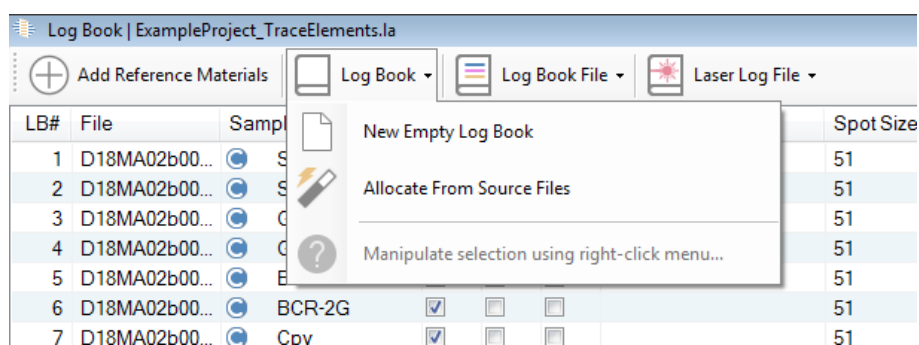 Log Book | ExampleProject_TraceElements.la
Add Reference Materials Log Book Log Book File Laser Log File
LB# File Sampl Spot Size
New Empty Log Book
1 D18MA02b00... S 51
2 D18MA02b00... S 51
Allocate From Source Files
3 D18MA02b00... 51
4 D18MA02b00... 51
Manipulate selection using right-click menu...
5 D18MA02b00... E 51
6 D18MA02b00... BCR-2G 51
7 D18MA02b00... Cpy 51